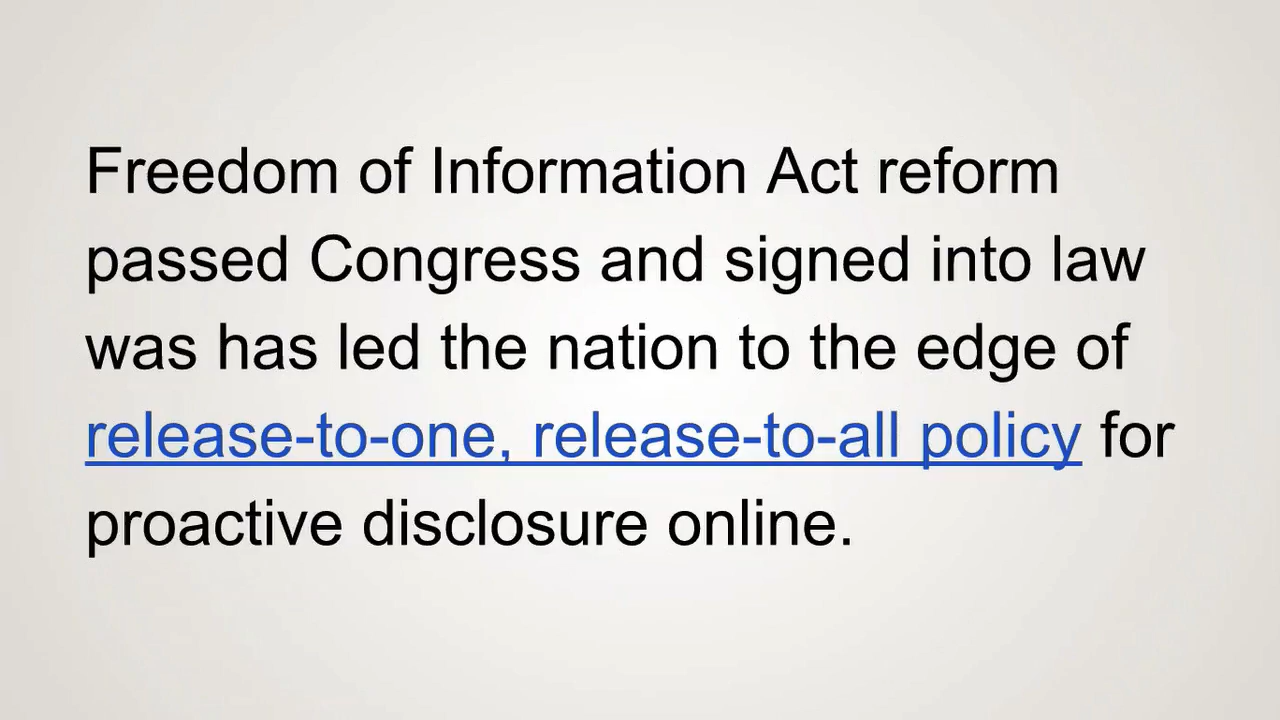 Freedom of Information Act reform
passed Congress and signed into law
was has led the nation to the edge of
release-to-one, release-to-all policy for
proactive disclosure online.